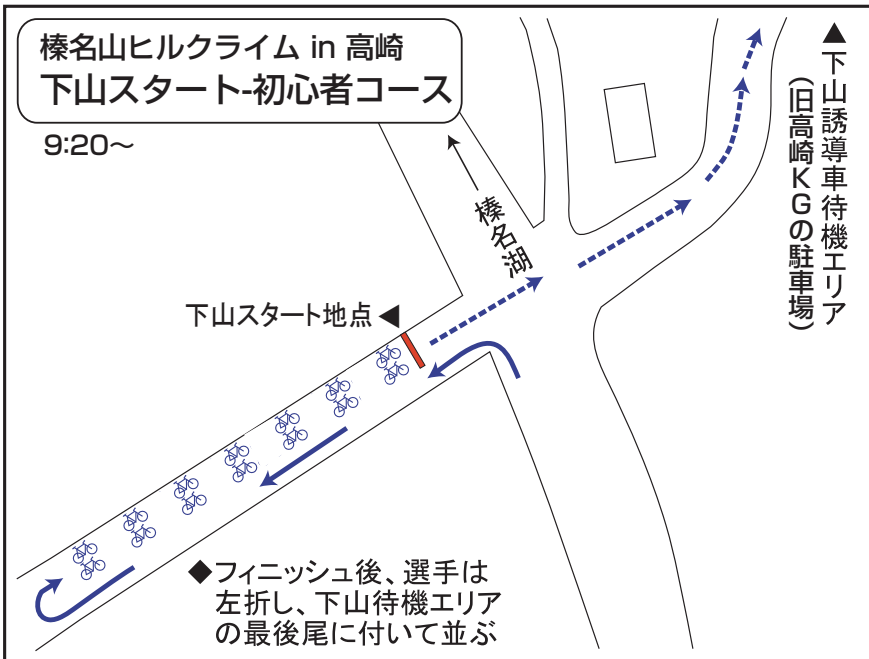 榛名山ヒルクライム in 高崎
下山スタート-初心者コース
9:20〜
▲下山誘導車待機エリア
(旧高崎KGの駐車場)
榛名湖
下山スタート地点◀
◆フィニッシュ後、選手は
左折し、下山待機エリア
の最後尾に付いて並ぶ